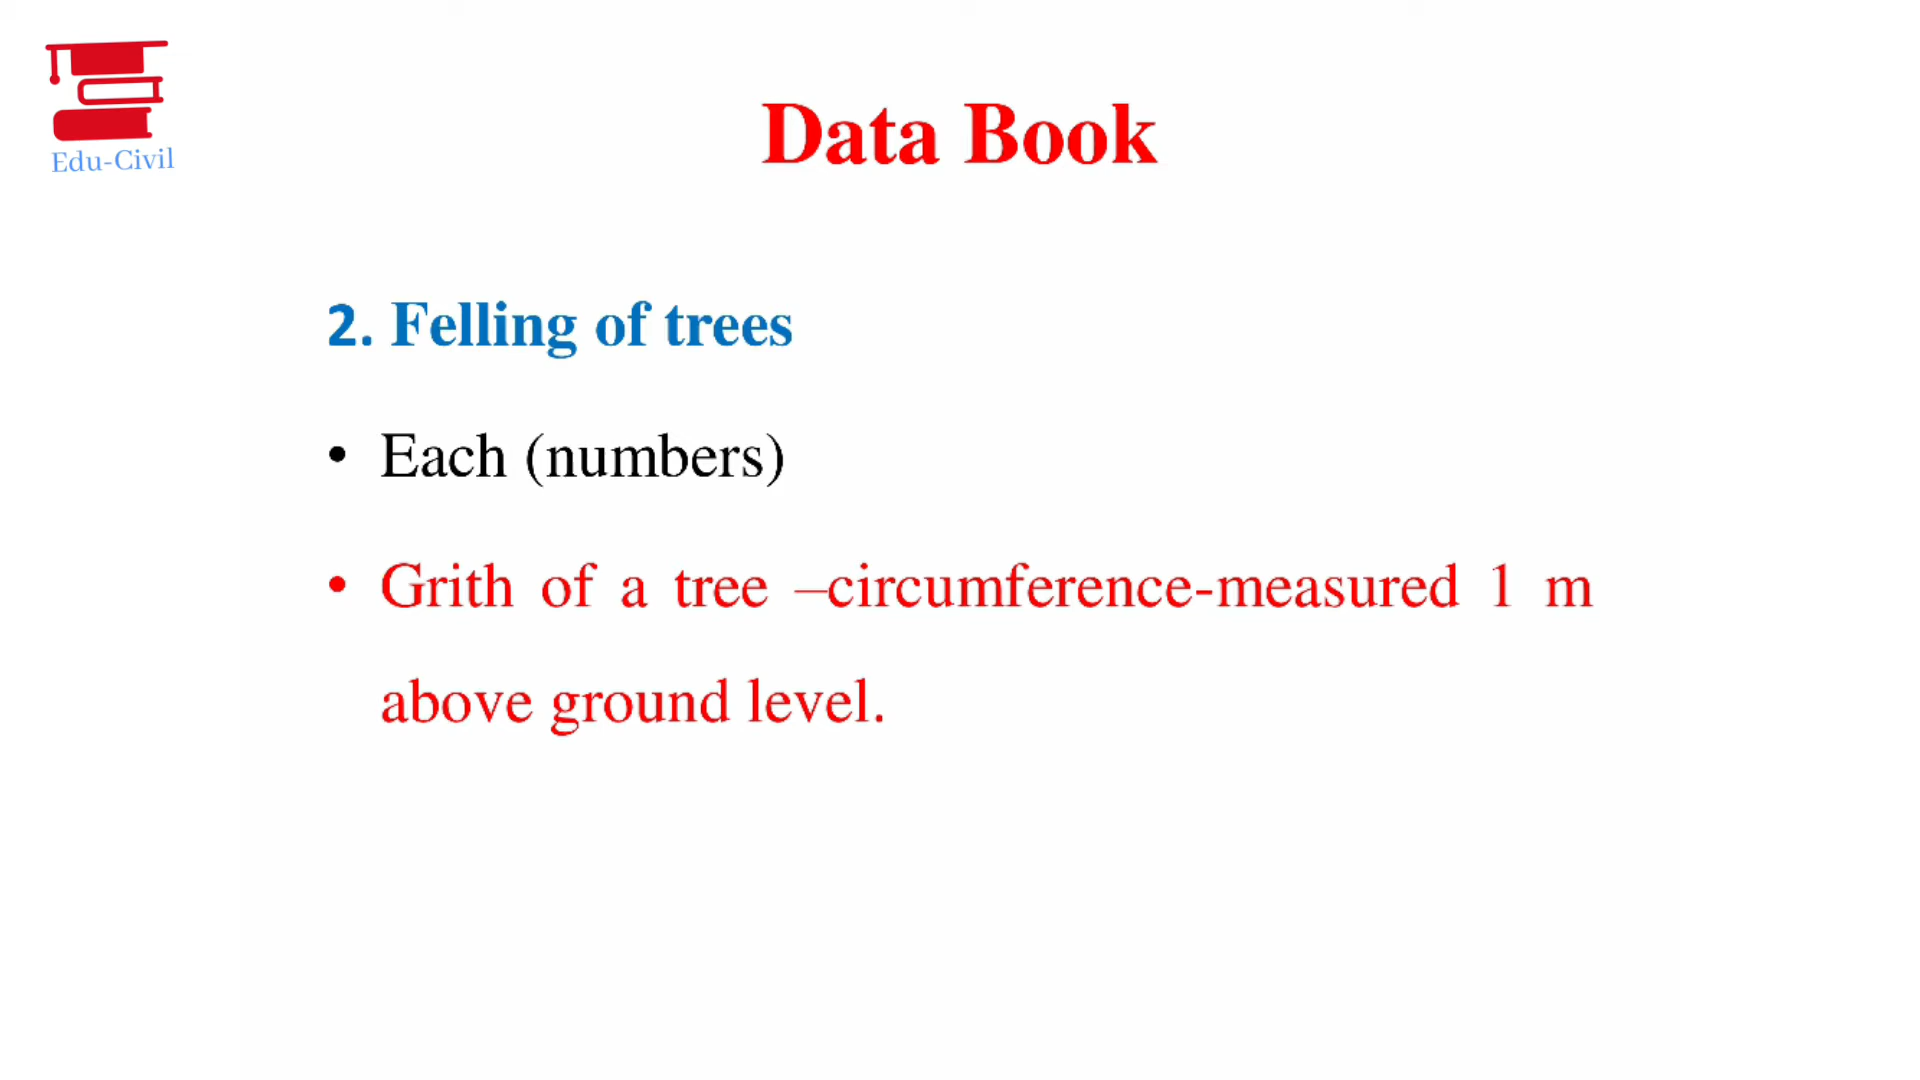 Edu-Civil
Data Book
2. Felling of trees
• Each (numbers)
• Grith of a tree –circumference-measured 1 m
above ground level.